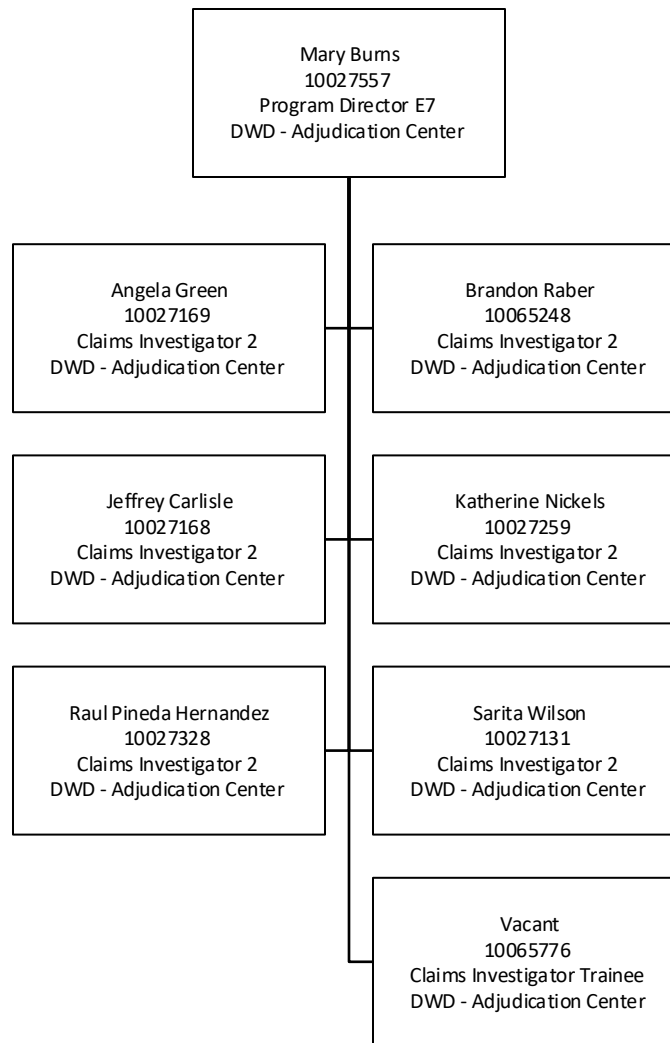 Mary Burns
10027557
Program Director E7
DWD - Adjudication Center
Angela Green
10027169
Claims Investigator 2
DWD - Adjudication Center
Brandon Raber
10065248
Claims Investigator 2
DWD - Adjudication Center
Jeffrey Carlisle
10027168
Claims Investigator 2
DWD - Adjudication Center
Katherine Nickels
10027259
Claims Investigator 2
DWD - Adjudication Center
Raul Pineda Hernandez
10027328
Claims Investigator 2
DWD - Adjudication Center
Sarita Wilson
10027131
Claims Investigator 2
DWD - Adjudication Center
Vacant
10065776
Claims Investigator Trainee
DWD - Adjudication Center